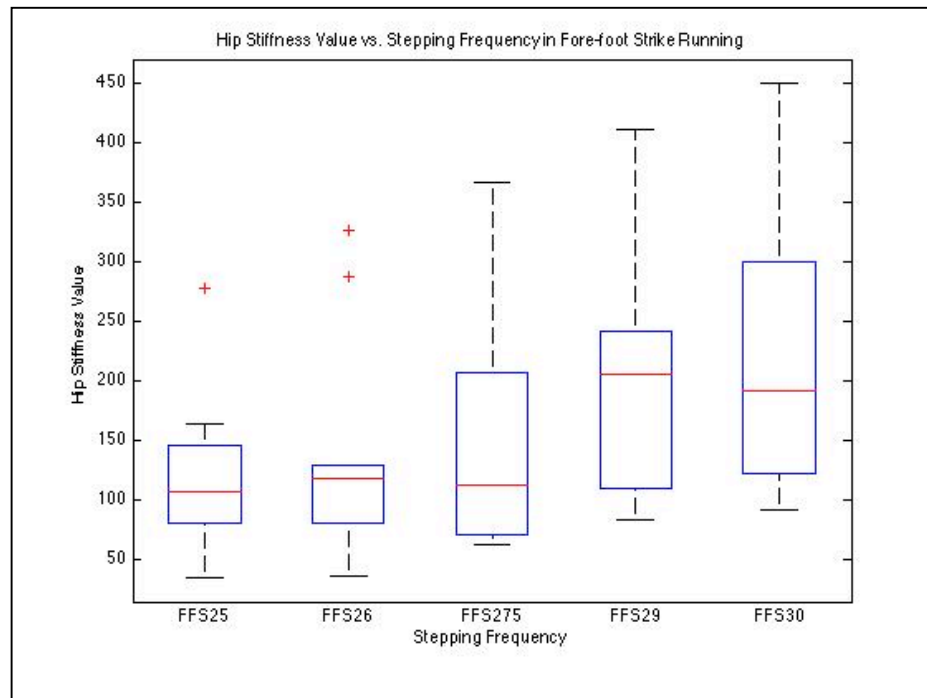 Hip Stiffness Value vs. Stepping Frequency in Fore-foot Strike Running
450
400
350
300
250
200
150
100
50
Hip Stiffness Value
FFS25 FFS26 FFS275 FFS29 FFS30
Stepping Frequency